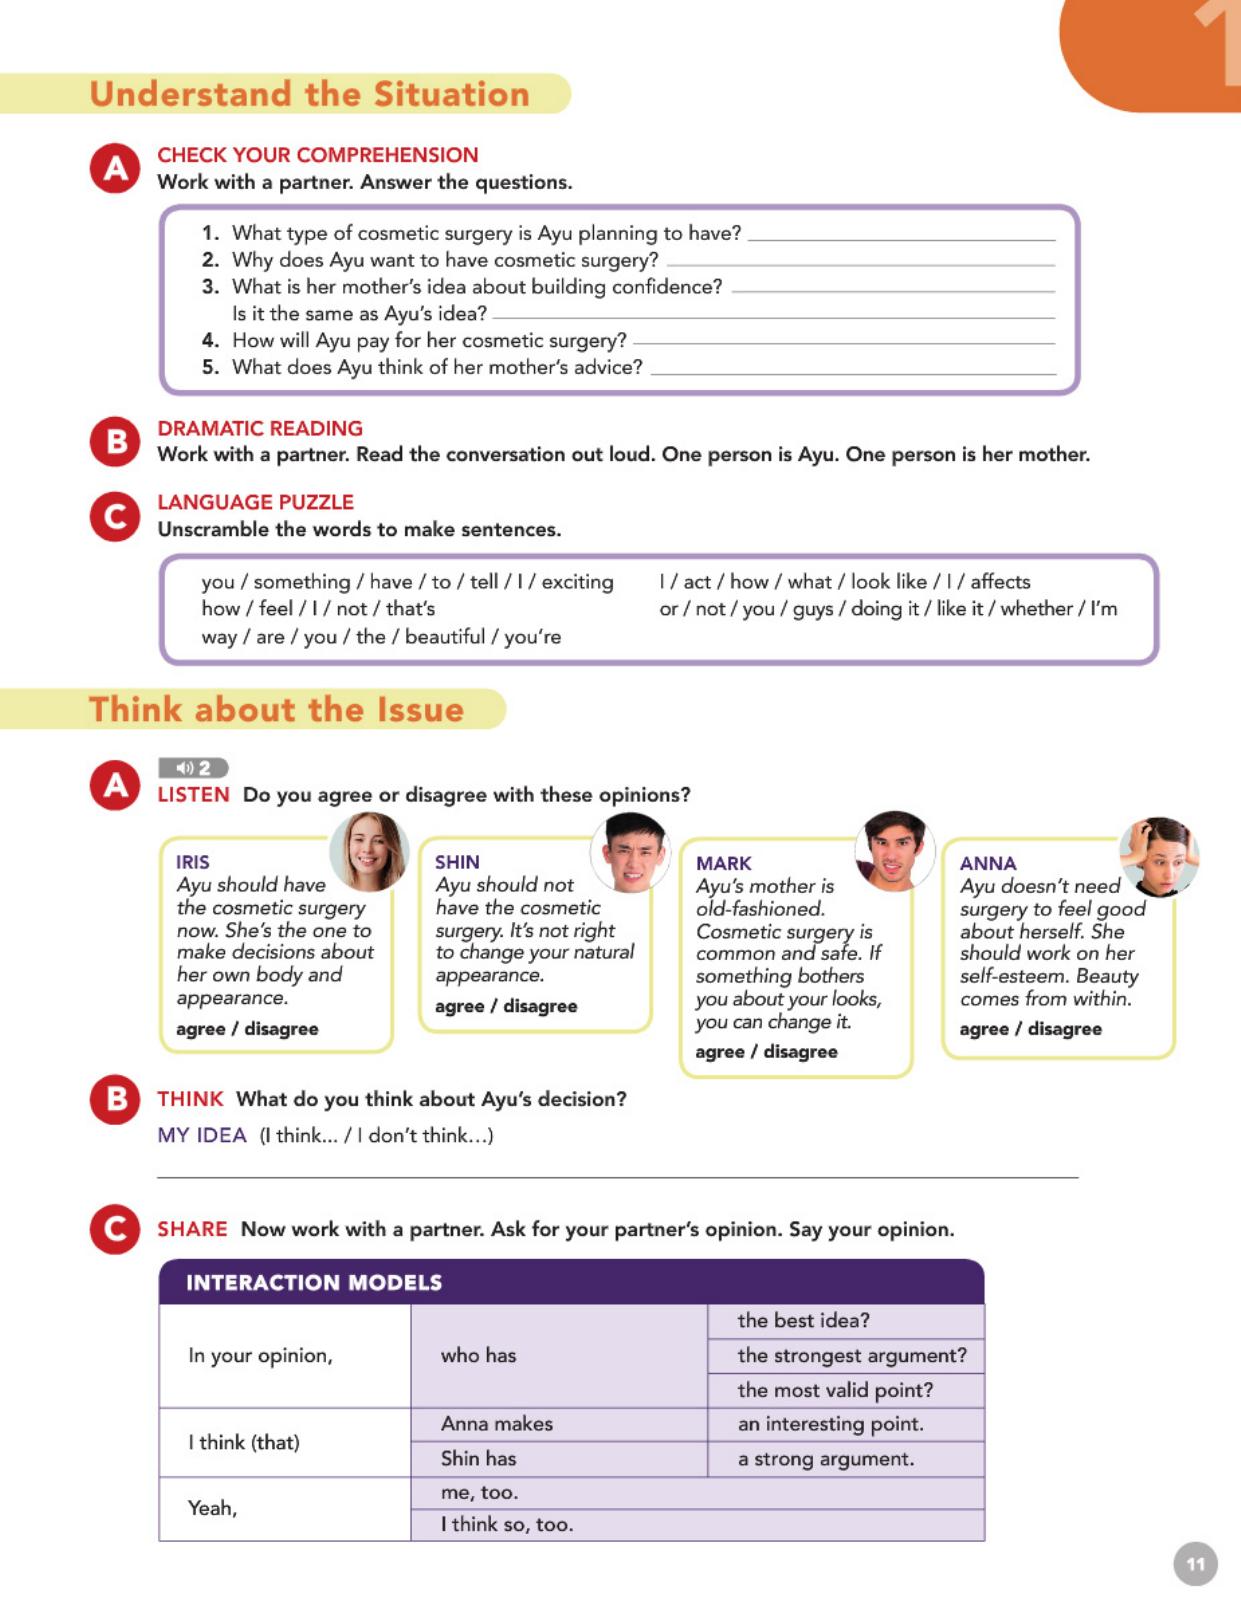 1
Understand the Situation
A
CHECK YOUR COMPREHENSION
Work with a partner. Answer the questions.
1. What type of cosmetic surgery is Ayu planning to have?
2. Why does Ayu want to have cosmetic surgery?
3. What is her mother's idea about building confidence?
Is it the same as Ayu's idea?
4. How will Ayu pay for her cosmetic surgery?
5. What does Ayu think of her mother's advice?
B
DRAMATIC READING
Work with a partner. Read the conversation out loud. One person is Ayu. One person is her mother.
C
LANGUAGE PUZZLE
Unscramble the words to make sentences.
you / something / have / to / tell / I / exciting
how / feel / I / not / that's
way / are / you / the / beautiful / you're
I / act / how / what / look like / I / affects
or / not / you / guys / doing it / like it / whether / I'm
Think about the Issue
A
2
LISTEN Do you agree or disagree with these opinions?
IRIS
Ayu should have
the cosmetic surgery
now. She's the one to
make decisions about
her own body and
appearance.
agree / disagree
SHIN
Ayu should not
have the cosmetic
surgery. It's not right
to change your natural
appearance.
agree / disagree
MARK
Ayu's mother is
old-fashioned.
Cosmetic surgery is
common and safe. If
something bothers
you about your looks,
you can change it.
agree / disagree
ANNA
Ayu doesn't need
surgery to feel good
about herself. She
should work on her
self-esteem. Beauty
comes from within.
agree / disagree
B
THINK What do you think about Ayu's decision?
MY IDEA (I think... / I don't think…)
C
SHARE Now work with a partner. Ask for your partner's opinion. Say your opinion.
INTERACTION MODELS
In your opinion,
who has
the best idea?
the strongest argument?
the most valid point?
I think (that)
Anna makes
an interesting point.
Shin has
a strong argument.
Yeah,
me, too.
I think so, too.
11